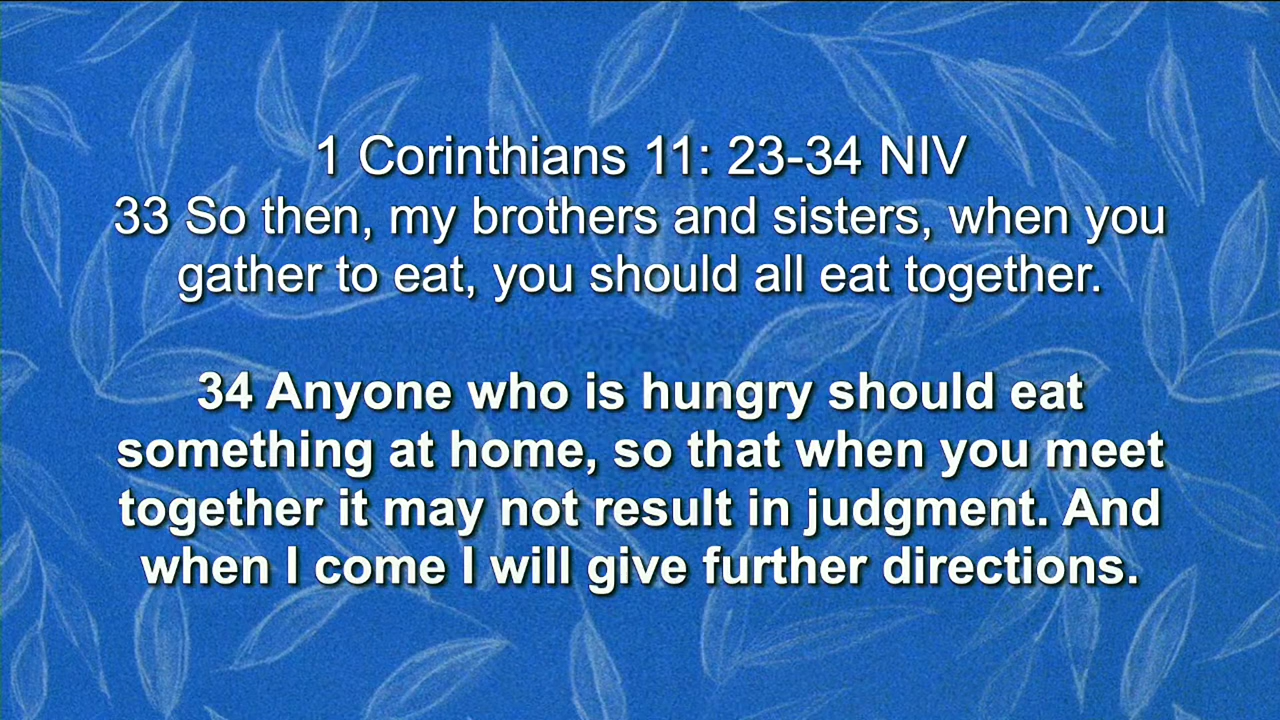 1 Corinthians 11: 23-34 NIV
33 So then, my brothers and sisters, when you
gather to eat, you should all eat together.
34 Anyone who is hungry should eat
something at home, so that when you meet
together it may not result in judgment. And
when I come I will give further directions.